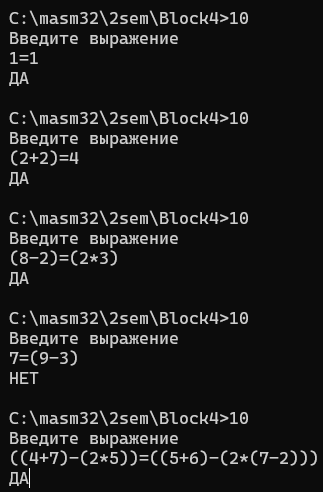 C:\masm32\2sem\Block4>10
Введите выражение
1=1
ДА
C:\masm32\2sem\Block4>10
Введите выражение
(2+2)=4
ДА
C:\masm32\2sem\Block4>10
Введите выражение
(8-2)=(2*3)
ДА
C:\masm32\2sem\Block4>10
Введите выражение
7=(9-3)
НЕТ
C:\masm32\2sem\Block4>10
Введите выражение
((4+7)-(2*5))=((5+6)-(2*(7-2)))
ДА